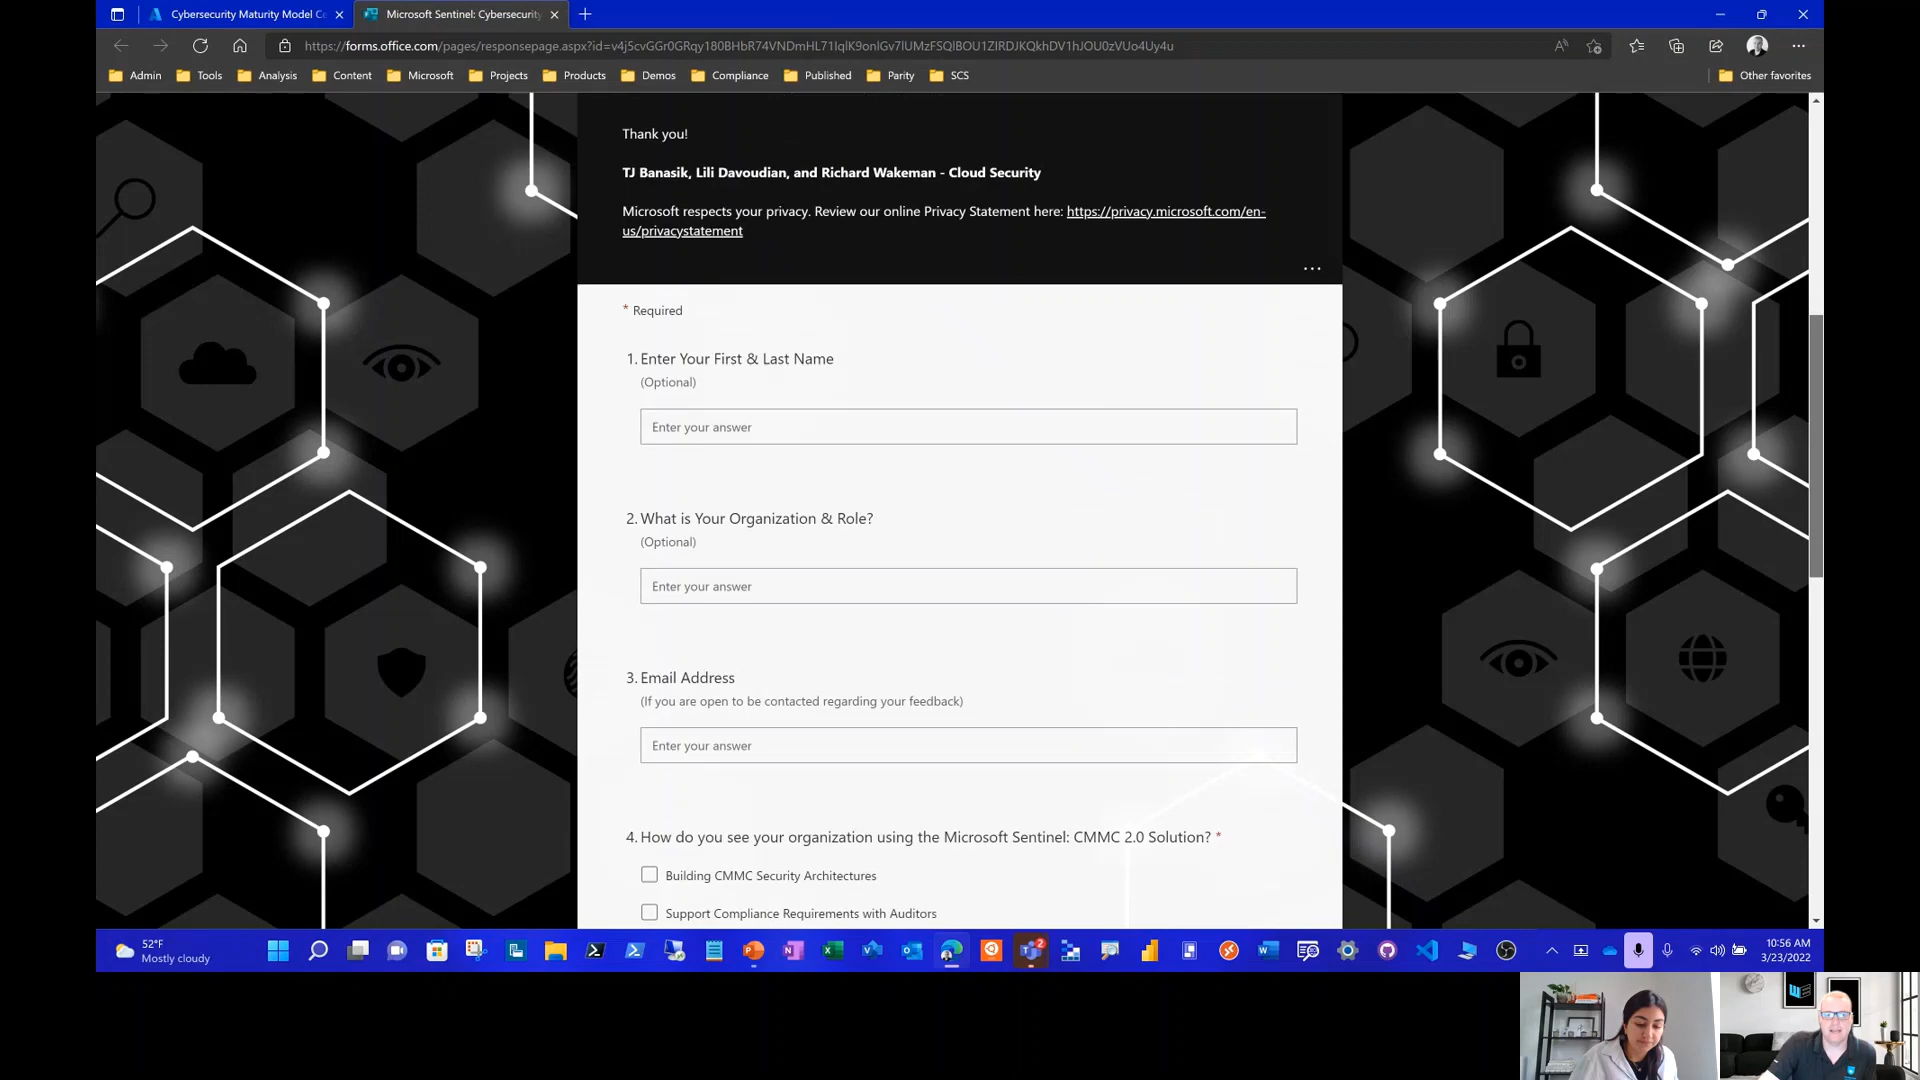 Cybersecurity Maturity Model Ce
Microsoft Sentinel: Cybersecurity
https://forms.office.com/pages/responsepage.aspx?id=v4j5cvGGr0GRqy180BHbR74VNDmHL71IqlK9onlGv7lUMzFSQlBOU1ZIRDJKQkhDV1hJOU0zVUo4Uy4u
Admin
Tools
Analysis
Content
Microsoft
Projects
Products
Demos
Compliance
Published
Parity
SCS
Other favorites
Thank you!
TJ Banasik, Lili Davoudian, and Richard Wakeman - Cloud Security
Microsoft respects your privacy. Review our online Privacy Statement here: https://privacy.microsoft.com/en-
us/privacystatement
* Required
1. Enter Your First & Last Name
(Optional)
Enter your answer
2. What is Your Organization & Role?
(Optional)
Enter your answer
3. Email Address
(If you are open to be contacted regarding your feedback)
Enter your answer
4. How do you see your organization using the Microsoft Sentinel: CMMC 2.0 Solution? *
Building CMMC Security Architectures
Support Compliance Requirements with Auditors
52°F
Mostly cloudy
2
10:56 AM
3/23/2022